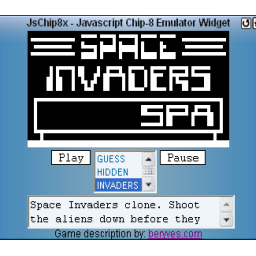 JsChip8x - Javascript Chip-8 Emulator Widget
SPACE
INVADERS
SPA
Play
GUESS
HIDDEN
INVADERS
Pause
Space Invaders clone. Shoot
the aliens down before they
Game description by: berwes.com